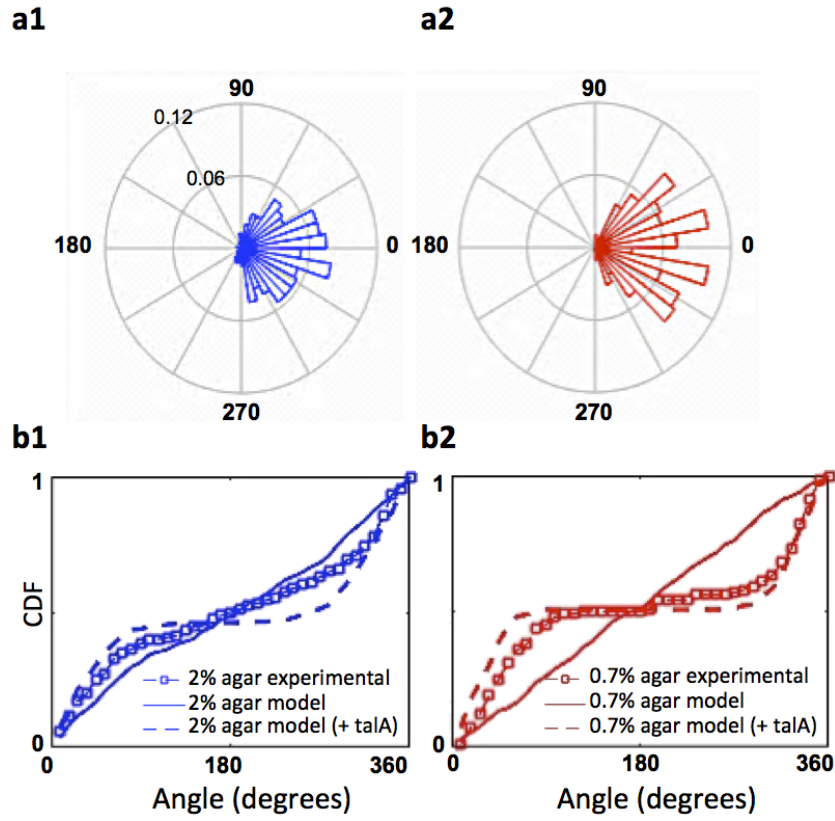 a1
a2
90
0.12
0.06
180
0
270
90
180
0
270
b1
b2
1
CDF
0
2% agar experimental
2% agar model
2% agar model (+ talA)
0
180
360
Angle (degrees)
1
0
0.7% agar experimental
0.7% agar model
0.7% agar model (+ talA)
0
180
360
Angle (degrees)